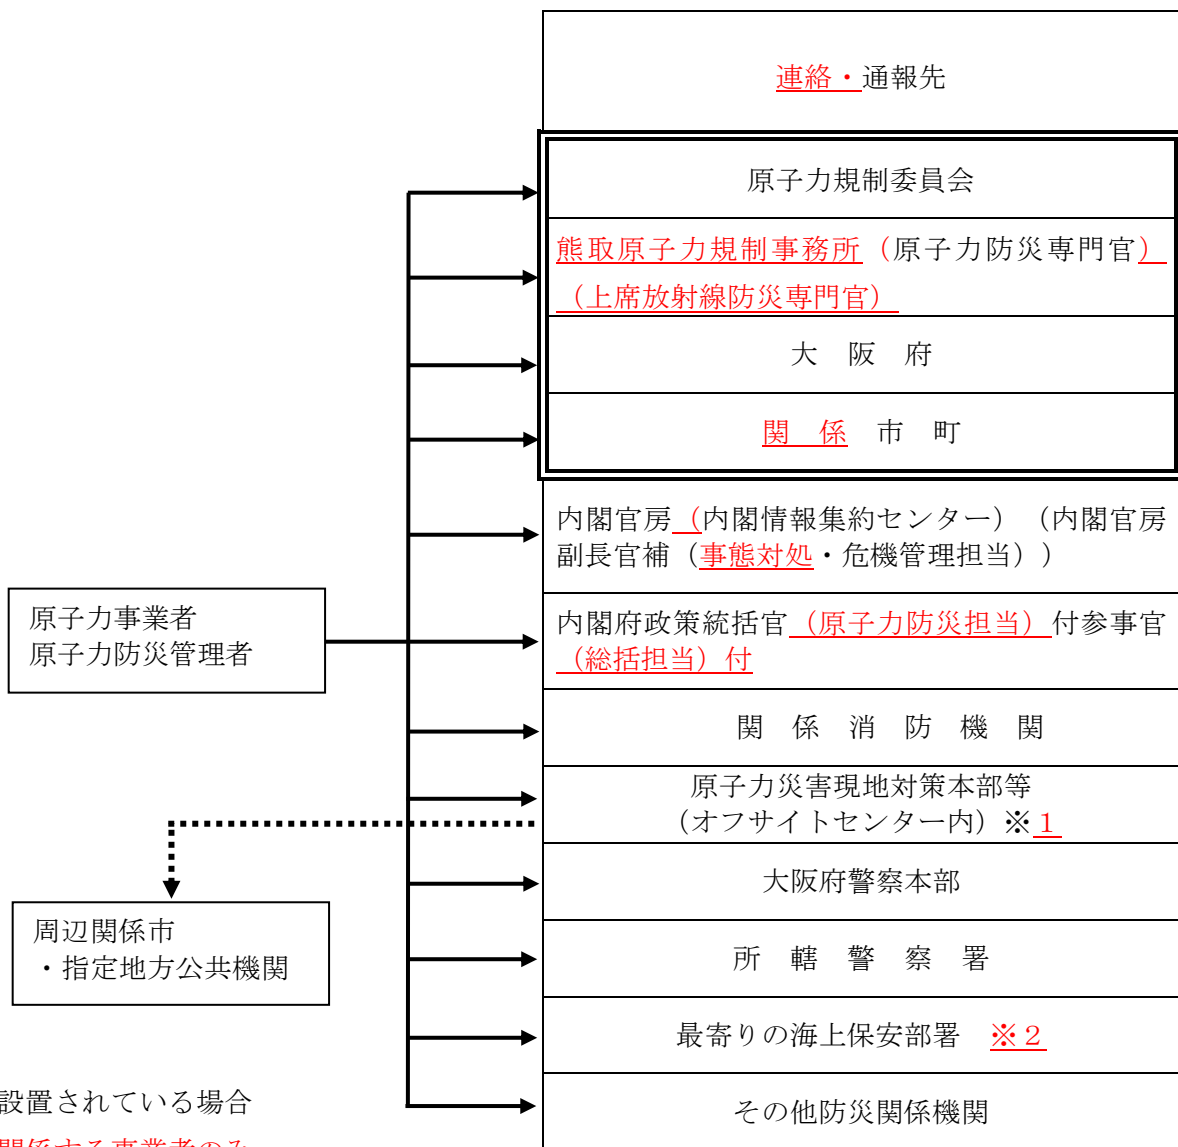 連絡・通報先
原子力規制委員会
熊取原子力規制事務所（原子力防災専門官）
（上席放射線防災専門官）
大　阪　府
関　係　市　町
内閣官房（内閣情報集約センター）（内閣官房
副長官補（事態対処・危機管理担当））
内閣府政策統括官（原子力防災担当）付参事官
（総括担当）付
関　係　消　防　機　関
原子力災害現地対策本部等
（オフサイトセンター内）※１
大阪府警察本部
所　轄　警　察　署
最寄りの海上保安部署　※２
その他防災関係機関
原子力事業者
原子力防災管理者
周辺関係市
・指定地方公共機関
設置されている場合
関係する事業者のみ